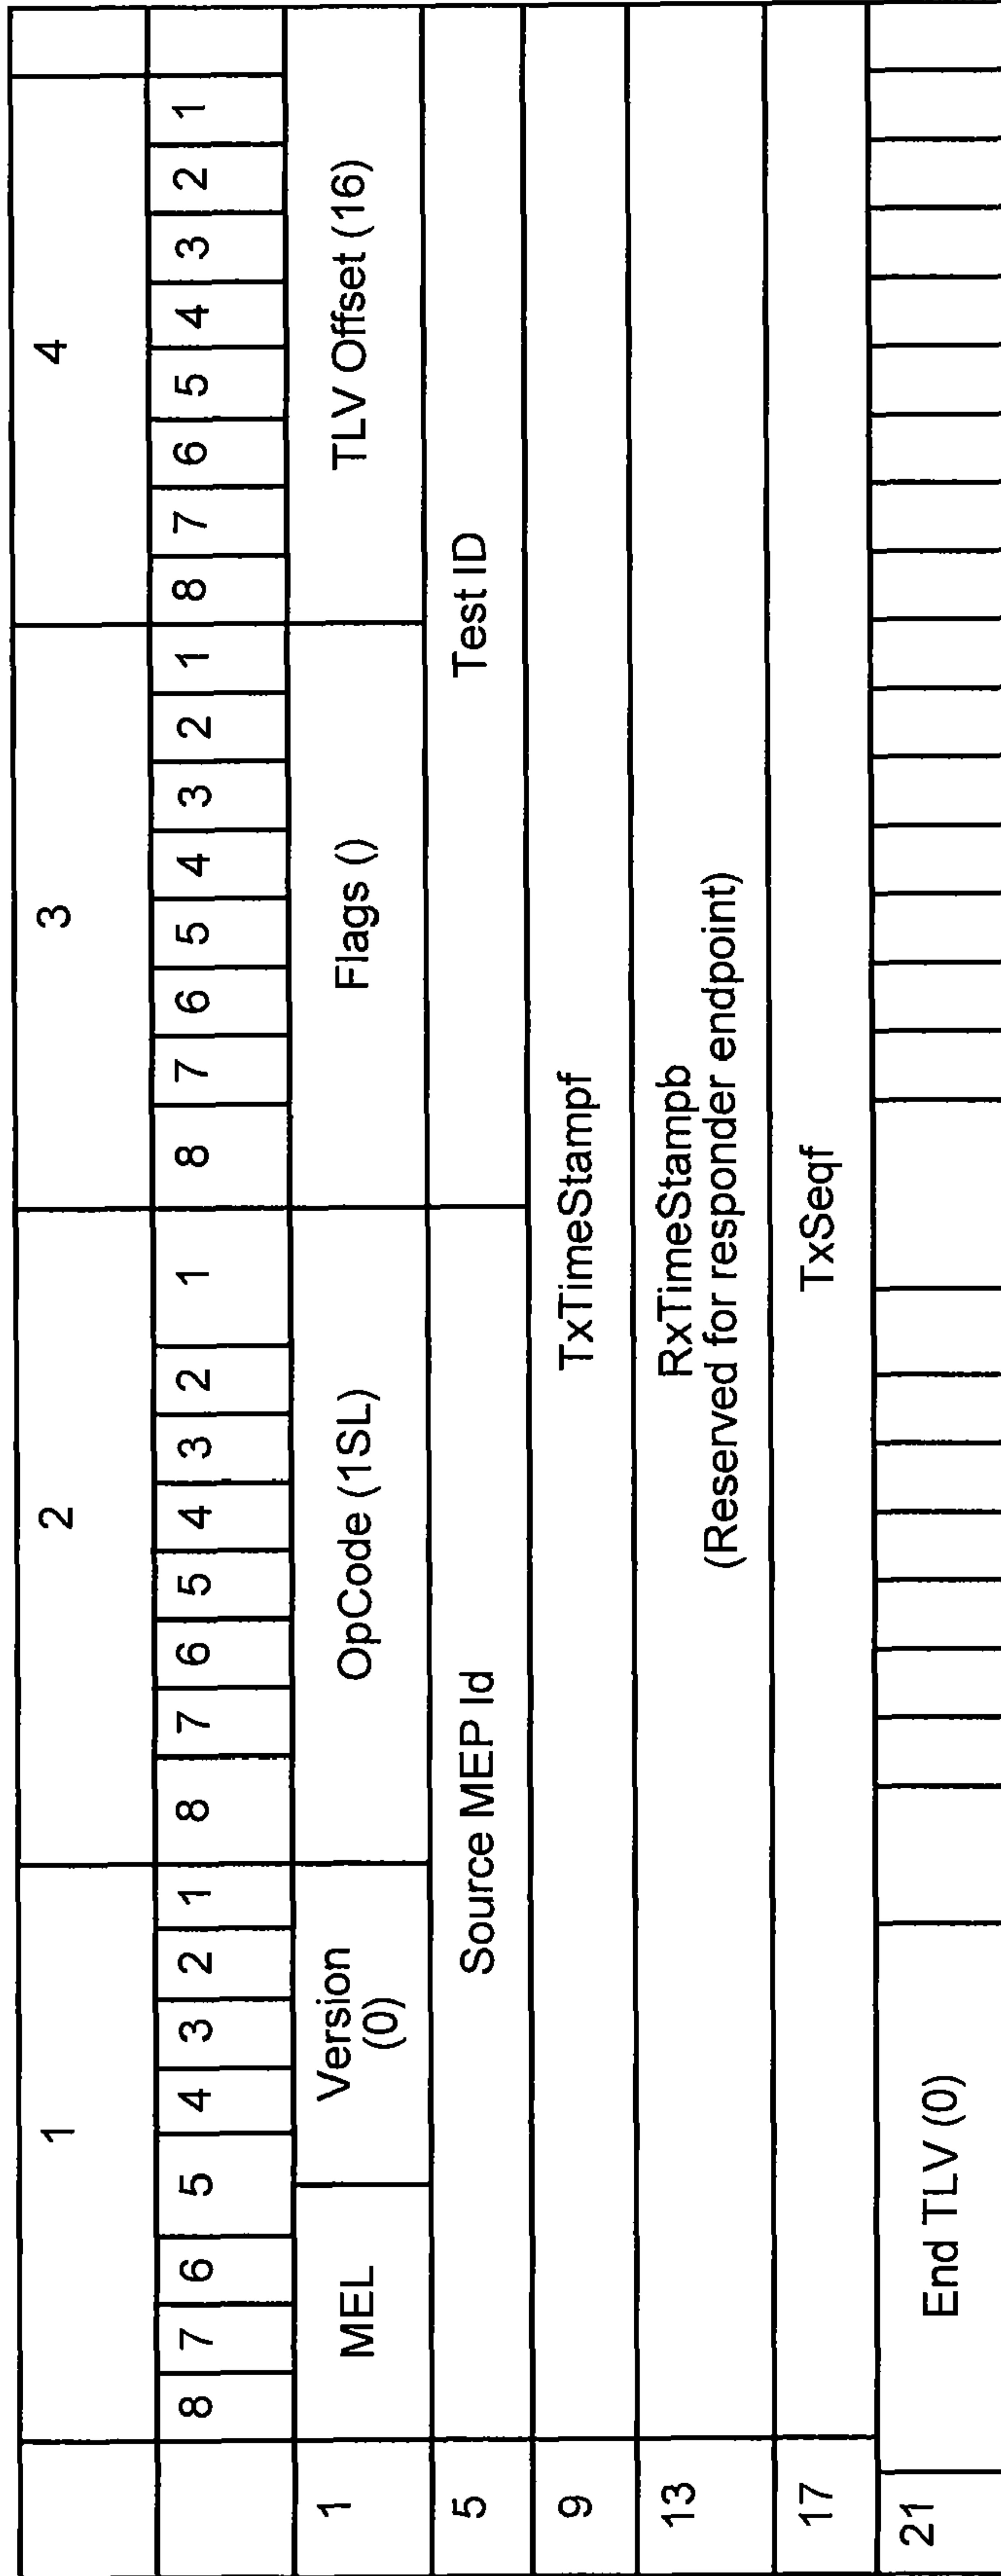 1 2 3 4
8 7 6 5 4 3 2 1 8 7 6 5 4 3 2 1 8 7 6 5 4 3 2 1 8 7 6 5 4 3 2 1
1 MEL Version OpCode (1SL) Flags () TLV Offset (16)
(0)
5 Source MEP Id Test ID
9 TxTimeStampf
13 RxTimeStampb
(Reserved for responder endpoint)
17 TxSeqf
21 End TLV (0)